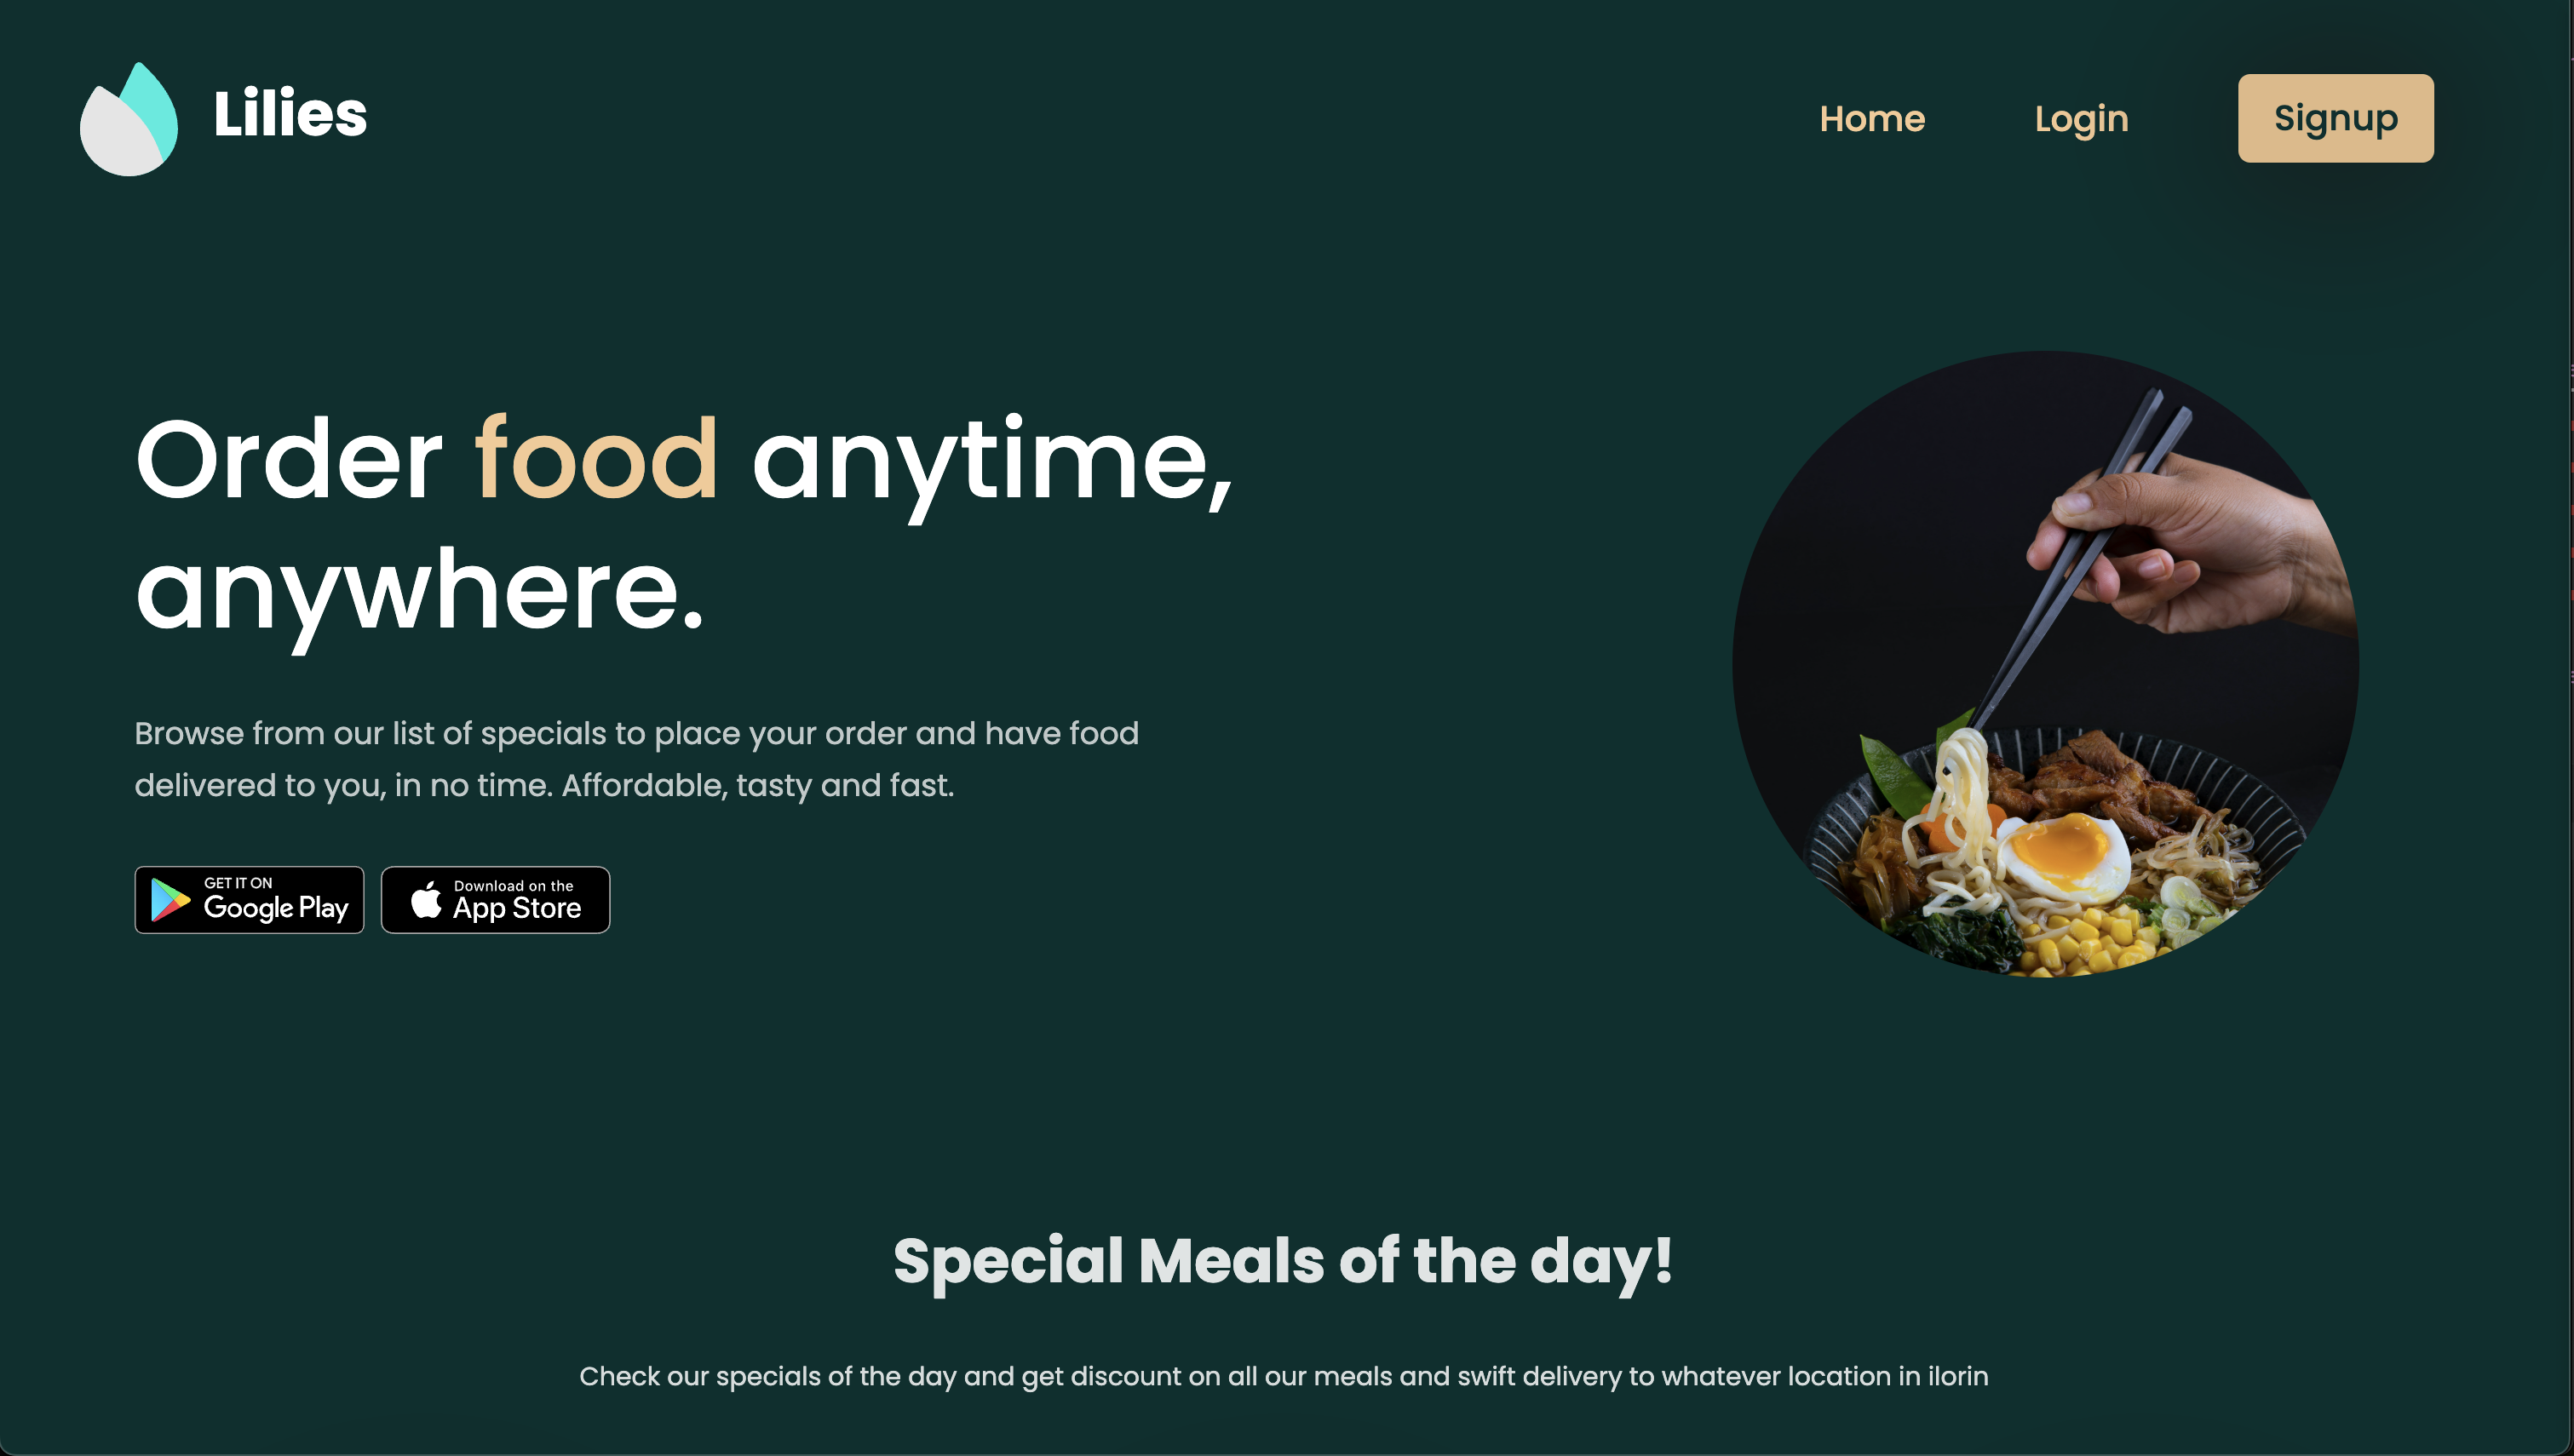 Lilies
Home
Login
Signup
Order food anytime,
anywhere.
Browse from our list of specials to place your order and have food
delivered to you, in no time. Affordable, tasty and fast.
GET IT ON
Google Play
Download on the
App Store
Special Meals of the day!
Check our specials of the day and get discount on all our meals and swift delivery to whatever location in ilorin